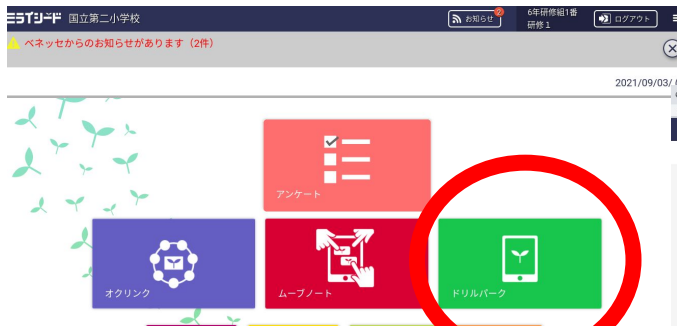 ミライシード 国立第二小学校
お知らせ 2
6年研修組1番
研修1
ログアウト
ベネッセからのお知らせがあります（2件）
2021/09/03/
アンケート
オクリンク
ムーブノート
ドリルパーク